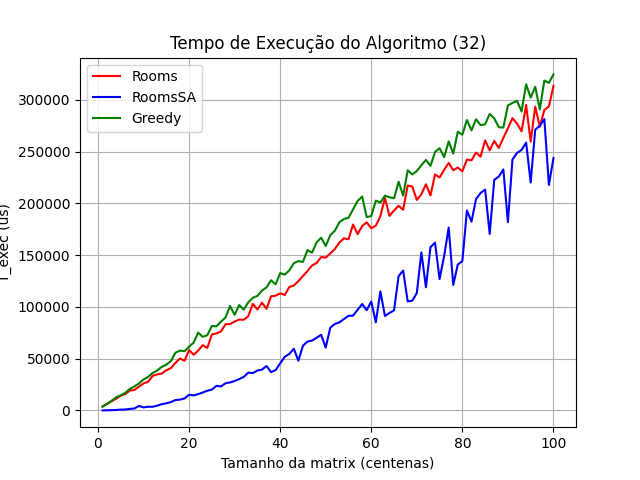 Tempo de Execução do Algoritmo (32)
Rooms
RoomsSA
Greedy
300000
250000
200000
150000
100000
50000
0
_exec (us)
0
20
40
60
80
100
Tamanho da matrix (centenas)